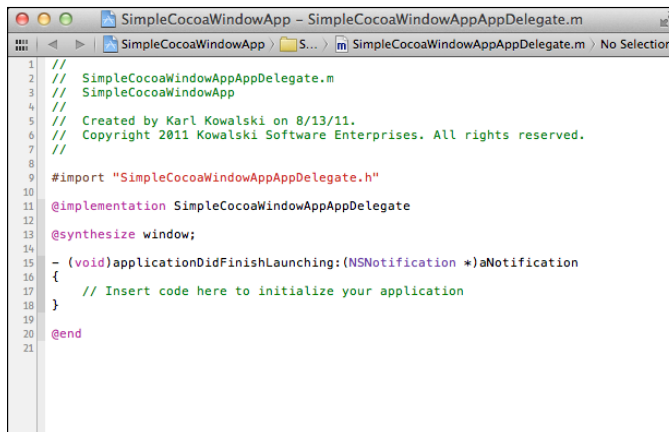 SimpleCocoaWindowApp – SimpleCocoaWindowAppAppDelegate.m
SimpleCocoaWindowApp S... m SimpleCocoaWindowAppAppDelegate.m No Selection
1 //
2 //  SimpleCocoaWindowAppAppDelegate.m
3 //  SimpleCocoaWindowApp
4 //
5 //  Created by Karl Kowalski on 8/13/11.
6 //  Copyright 2011 Kowalski Software Enterprises. All rights reserved.
7 //
8
9 #import "SimpleCocoaWindowAppAppDelegate.h"
10
11 @implementation SimpleCocoaWindowAppAppDelegate
12
13 @synthesize window;
14
15 - (void)applicationDidFinishLaunching:(NSNotification *)aNotification
16 {
17     // Insert code here to initialize your application
18 }
19
20 @end
21